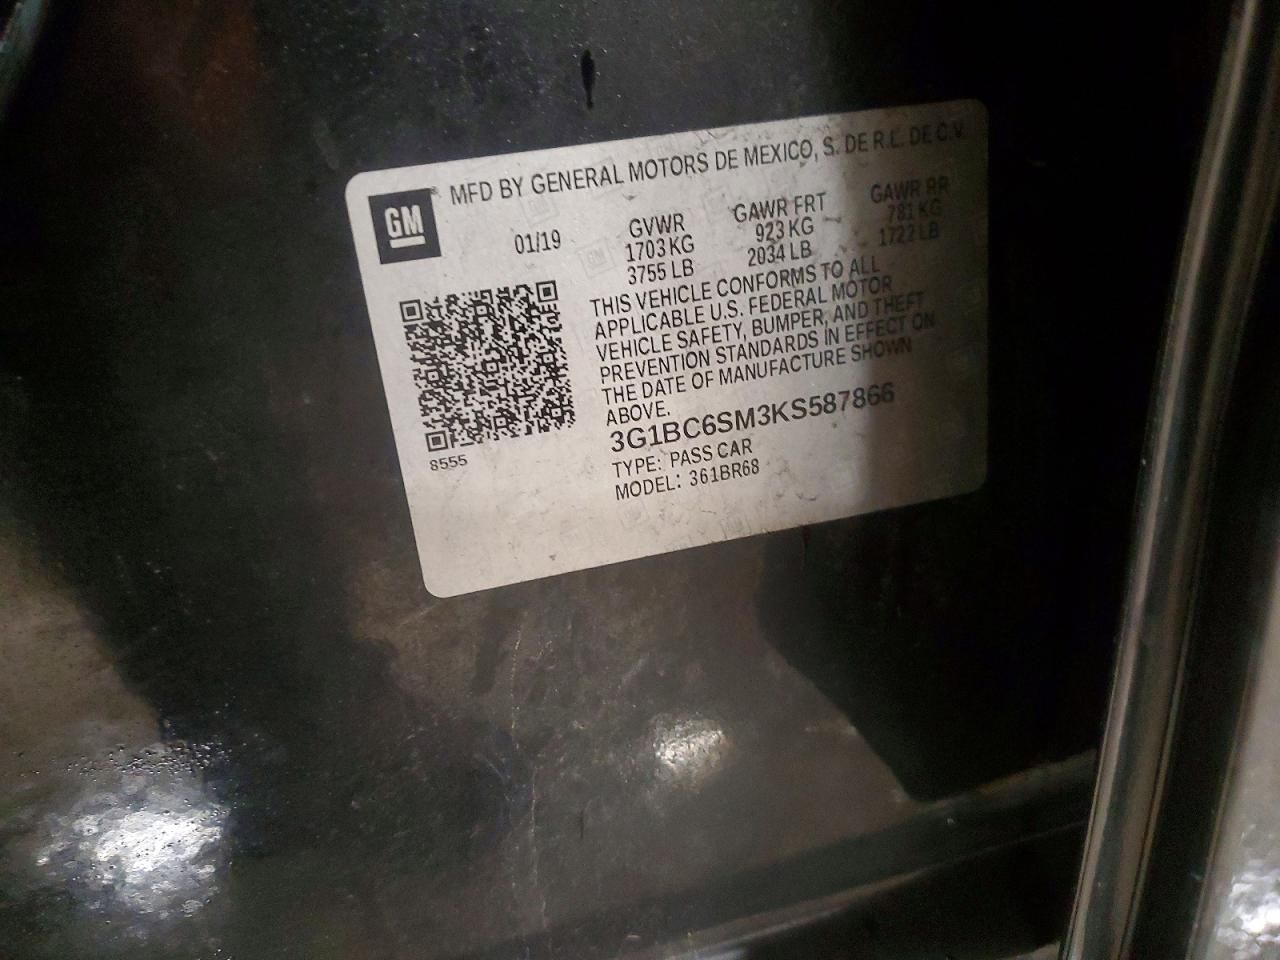 MFD BY GENERAL MOTORS DE MEXICO, S. DE R.L. DE C.V.
GM®
01/19
GVWR GAWR FRT GAWR RR
1703 KG 923 KG 781 KG
3755 LB 2034 LB 1722 LB
THIS VEHICLE CONFORMS TO ALL
APPLICABLE U.S. FEDERAL MOTOR
VEHICLE SAFETY, BUMPER, AND THEFT
PREVENTION STANDARDS IN EFFECT ON
THE DATE OF MANUFACTURE SHOWN
ABOVE.
3G1BC6SM3KS587866
8555
TYPE: PASS CAR
MODEL: 361BR68